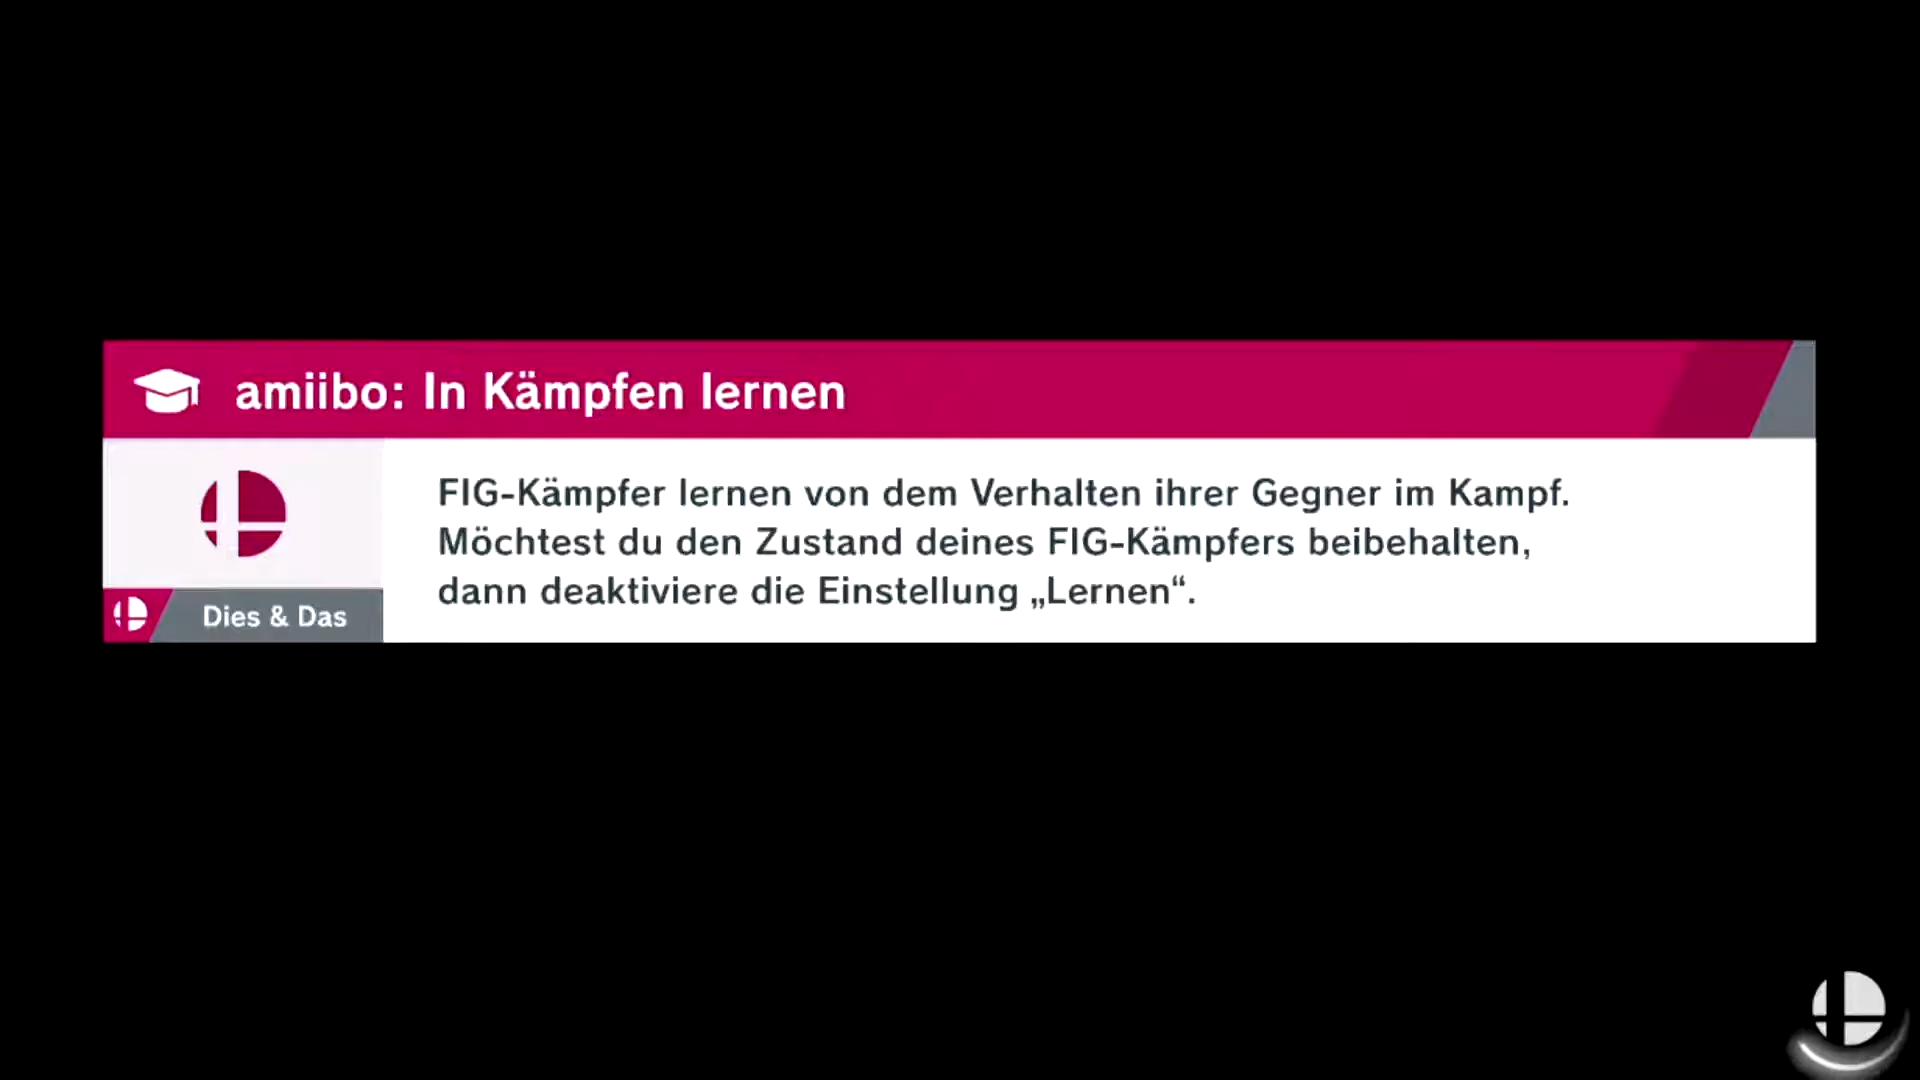 amiibo: In Kämpfen lernen
FIG-Kämpfer lernen von dem Verhalten ihrer Gegner im Kampf.
Möchtest du den Zustand deines FIG-Kämpfers beibehalten,
dann deaktiviere die Einstellung „Lernen“.
Dies & Das